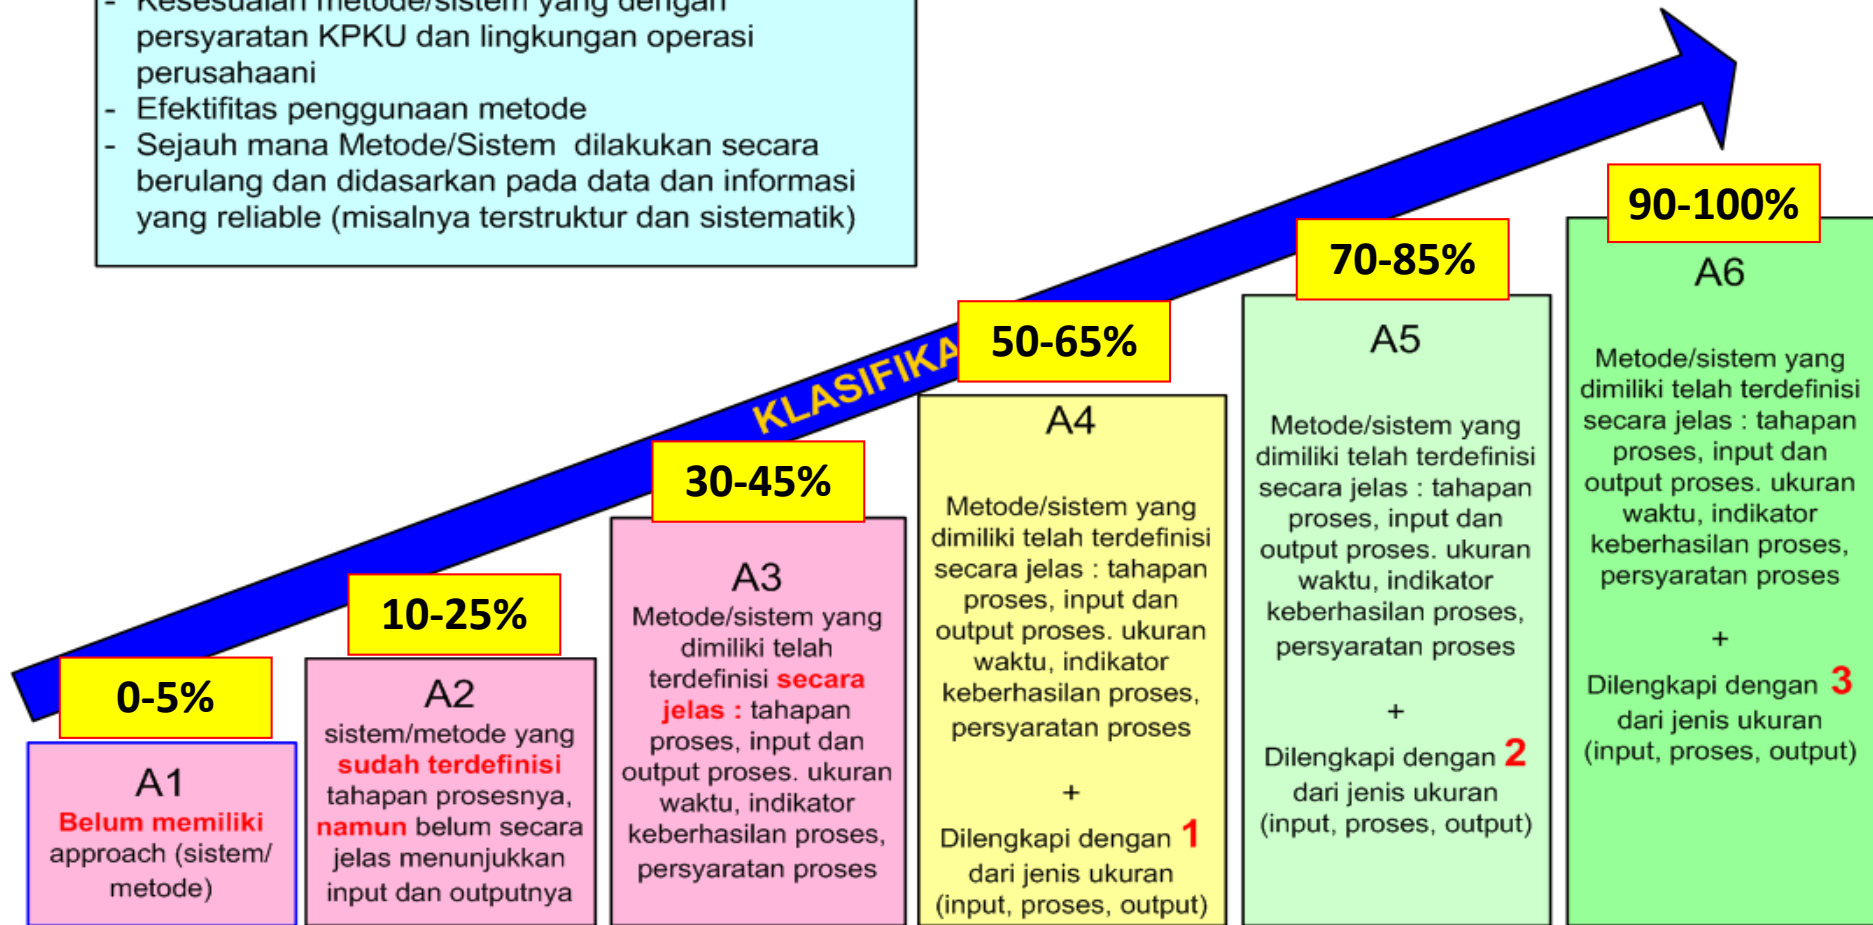 - Kesesuaian metode/sistem yang dengan
persyaratan KPKU dan lingkungan operasi
perusahaani
- Efektifitas penggunaan metode
- Sejauh mana Metode/Sistem dilakukan secara
berulang dan didasarkan pada data dan informasi
yang reliable (misalnya terstruktur dan sistematik)
KLASIFIKA
0-5%
A1
Belum memiliki
approach (sistem/
metode)
10-25%
A2
sistem/metode yang
sudah terdefinisi
tahapan prosesnya,
namun belum secara
jelas menunjukkan
input dan outputnya
30-45%
A3
Metode/sistem yang
dimiliki telah
terdefinisi secara
jelas : tahapan
proses, input dan
output proses. ukuran
waktu, indikator
keberhasilan proses,
persyaratan proses
50-65%
A4
Metode/sistem yang
dimiliki telah terdefinisi
secara jelas : tahapan
proses, input dan
output proses. ukuran
waktu, indikator
keberhasilan proses,
persyaratan proses
+
Dilengkapi dengan 1
dari jenis ukuran
(input, proses, output)
70-85%
A5
Metode/sistem yang
dimiliki telah terdefinisi
secara jelas : tahapan
proses, input dan
output proses. ukuran
waktu, indikator
keberhasilan proses,
persyaratan proses
+
Dilengkapi dengan 2
dari jenis ukuran
(input, proses, output)
90-100%
A6
Metode/sistem yang
dimiliki telah terdefinisi
secara jelas : tahapan
proses, input dan
output proses. ukuran
waktu, indikator
keberhasilan proses,
persyaratan proses
+
Dilengkapi dengan 3
dari jenis ukuran
(input, proses, output)